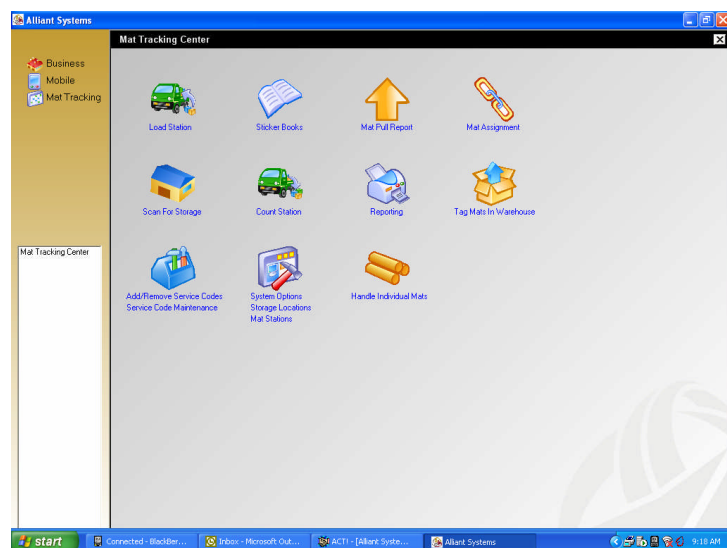 Alliant Systems
Mat Tracking Center
Business
Mobile
Mat Tracking
Load Station
Sticker Books
Mat Pull Report
Mat Assignment
Scan For Storage
Count Station
Reporting
Tag Mats In Warehouse
Mat Tracking Center
Add/Remove Service Codes
Service Code Maintenance
System Options
Storage Locations
Mat Stations
Handle Individual Mats
start
Connected - BlackBer...
Inbox - Microsoft Out...
ACT! - [Alliant Syste...
Alliant Systems
9:18 AM